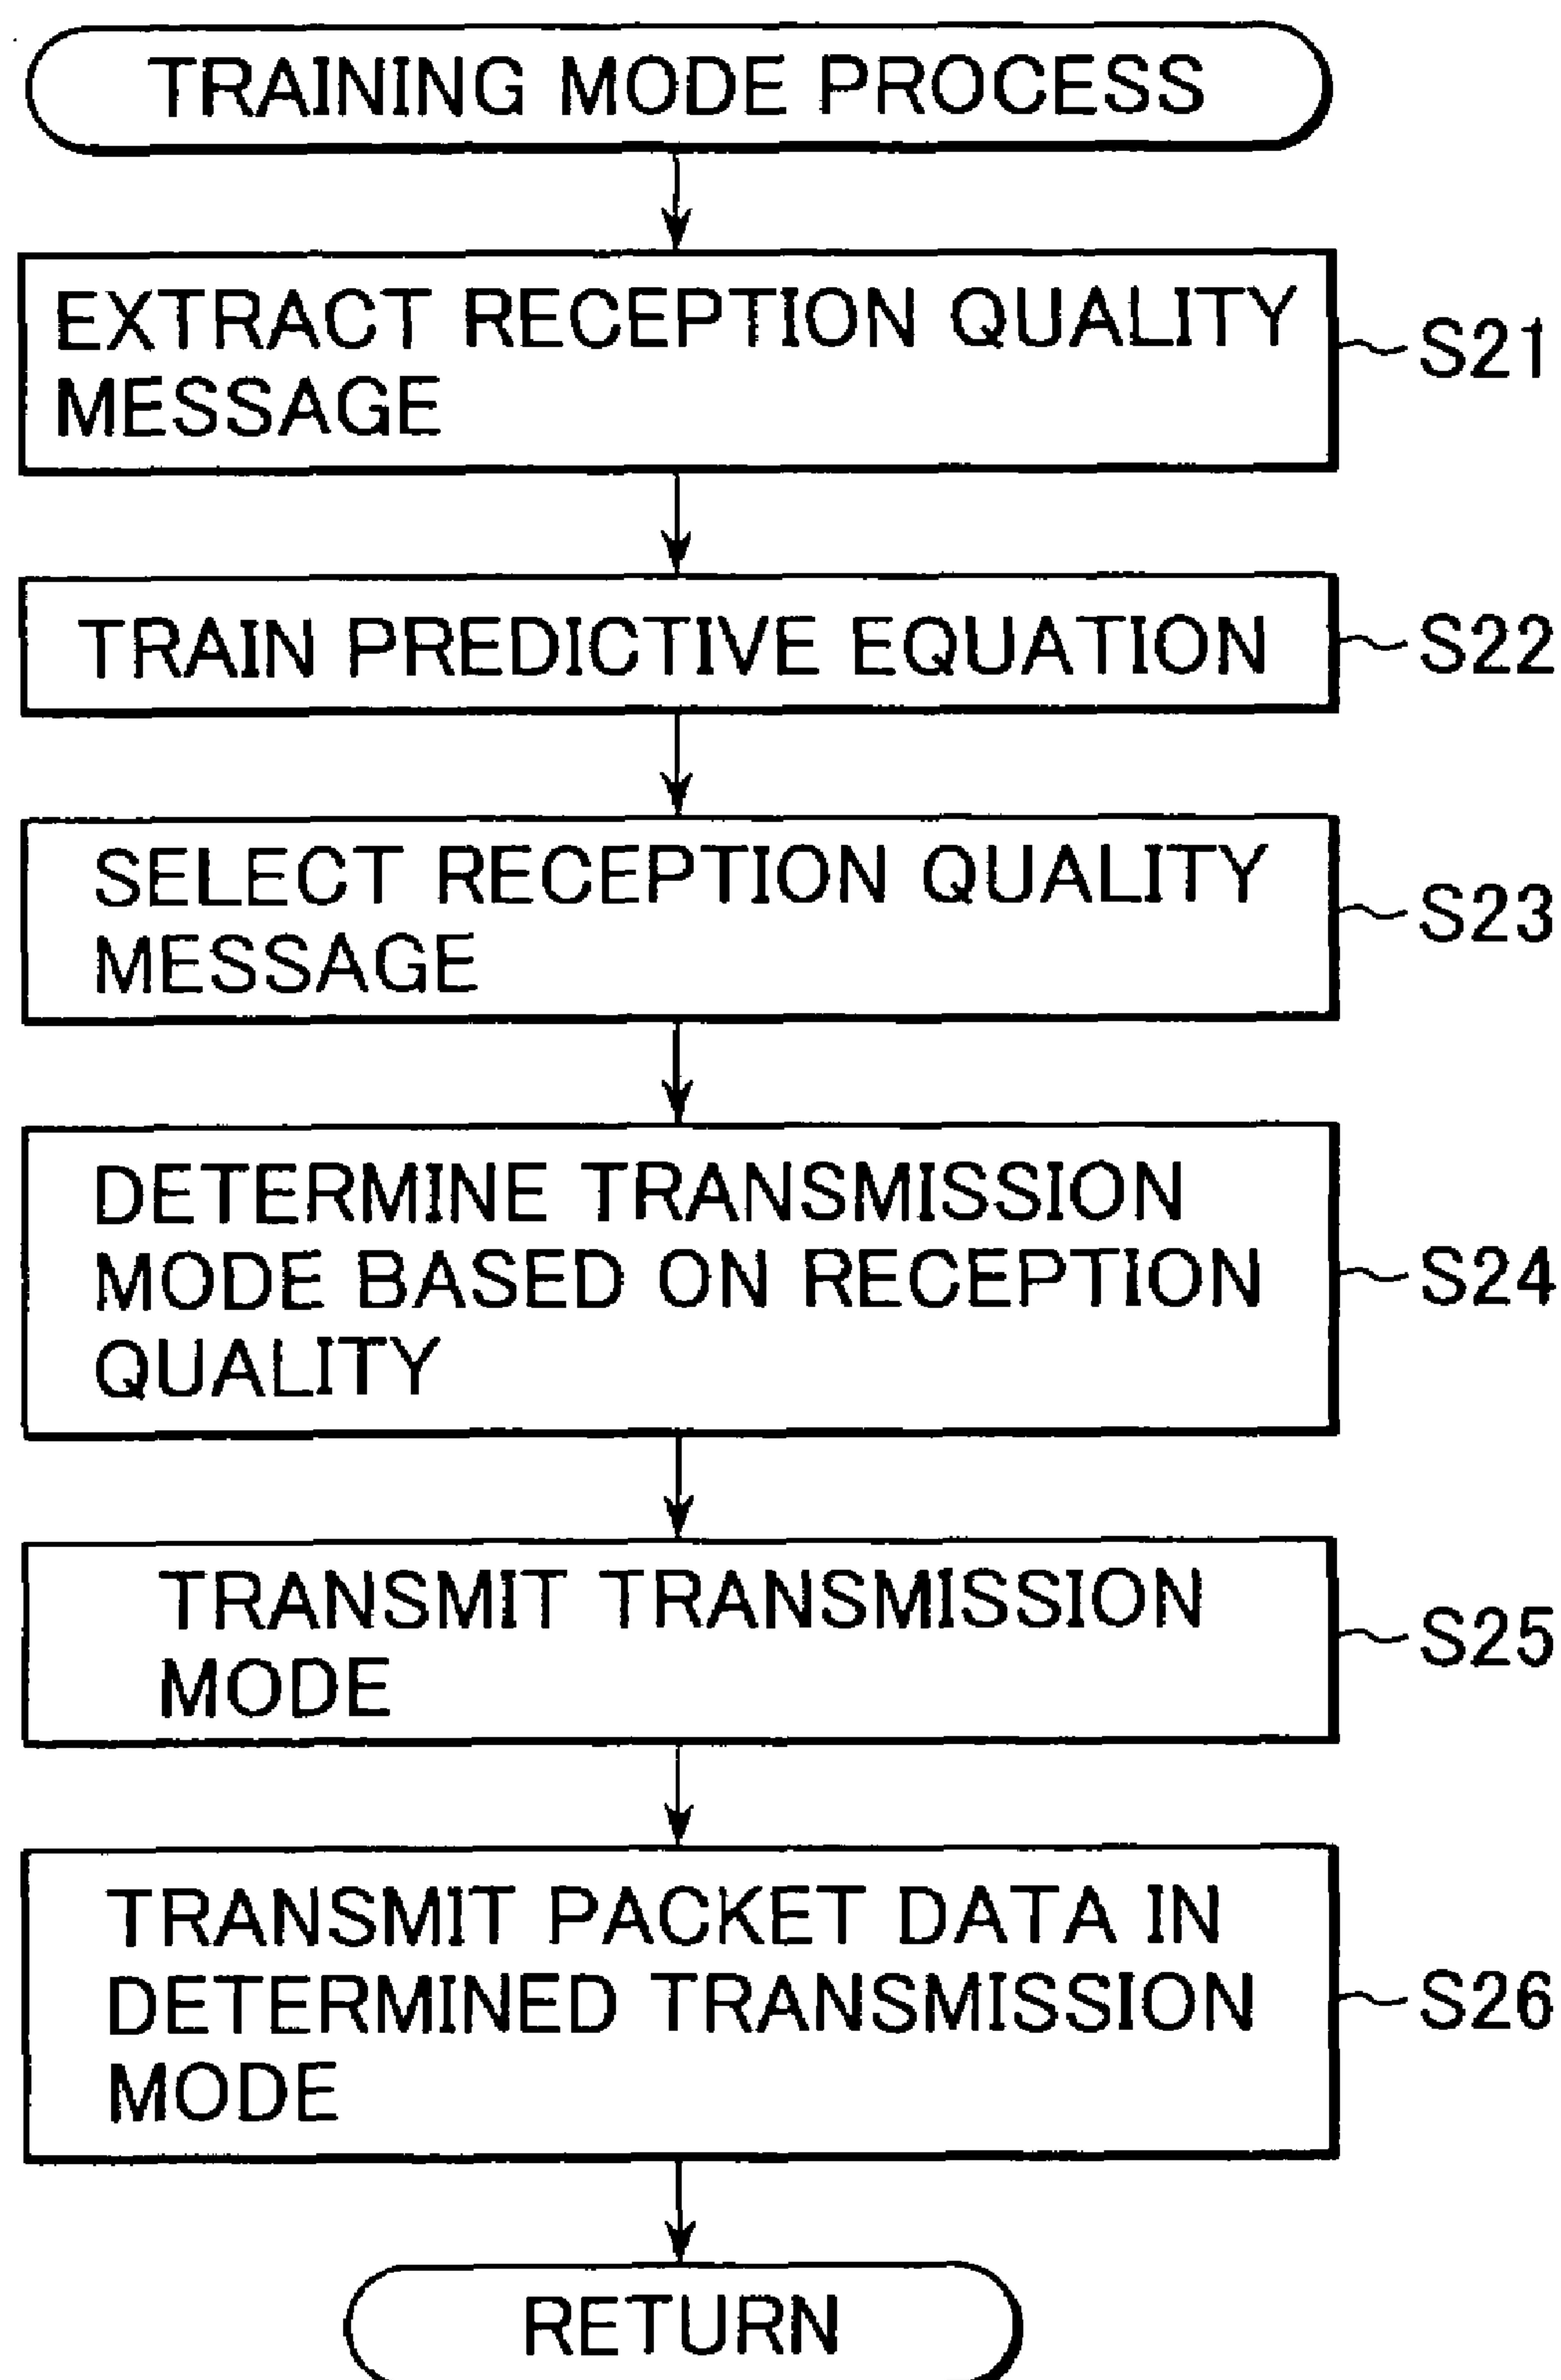 TRAINING MODE PROCESS
EXTRACT RECEPTION QUALITY
MESSAGE
S21
TRAIN PREDICTIVE EQUATION
S22
SELECT RECEPTION QUALITY
MESSAGE
S23
DETERMINE TRANSMISSION
MODE BASED ON RECEPTION
QUALITY
S24
TRANSMIT TRANSMISSION
MODE
S25
TRANSMIT PACKET DATA IN
DETERMINED TRANSMISSION
MODE
S26
RETURN